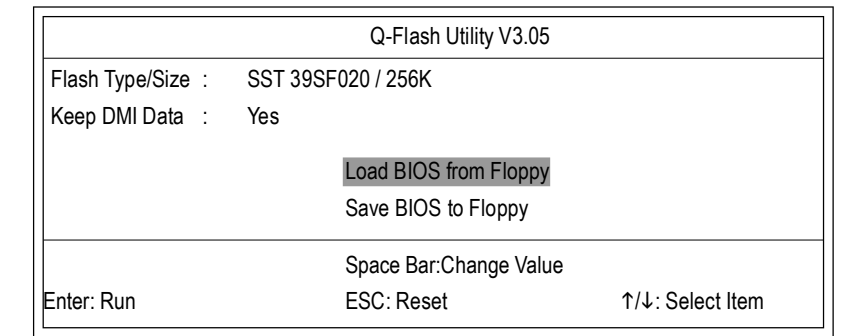 Q-Flash Utility V3.05
Flash Type/Size : SST 39SF020 / 256K
Keep DMI Data : Yes
Load BIOS from Floppy
Save BIOS to Floppy
Space Bar:Change Value
Enter: Run ESC: Reset ↑/↓: Select Item